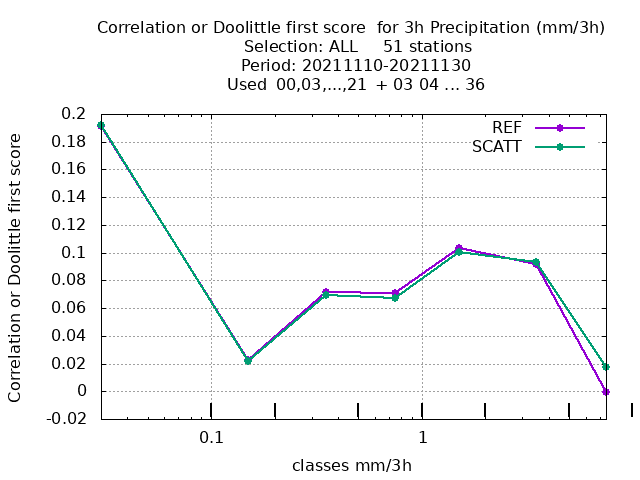 Correlation or Doolittle first score  for 3h Precipitation (mm/3h)
Selection: ALL     51 stations
Period: 20211110-20211130
Used  00,03,...,21  + 03 04 ... 36
Correlation or Doolittle first score
0.2
0.18
0.16
0.14
0.12
0.1
0.08
0.06
0.04
0.02
0
-0.02
REF
SCATT
0.1
1
classes mm/3h